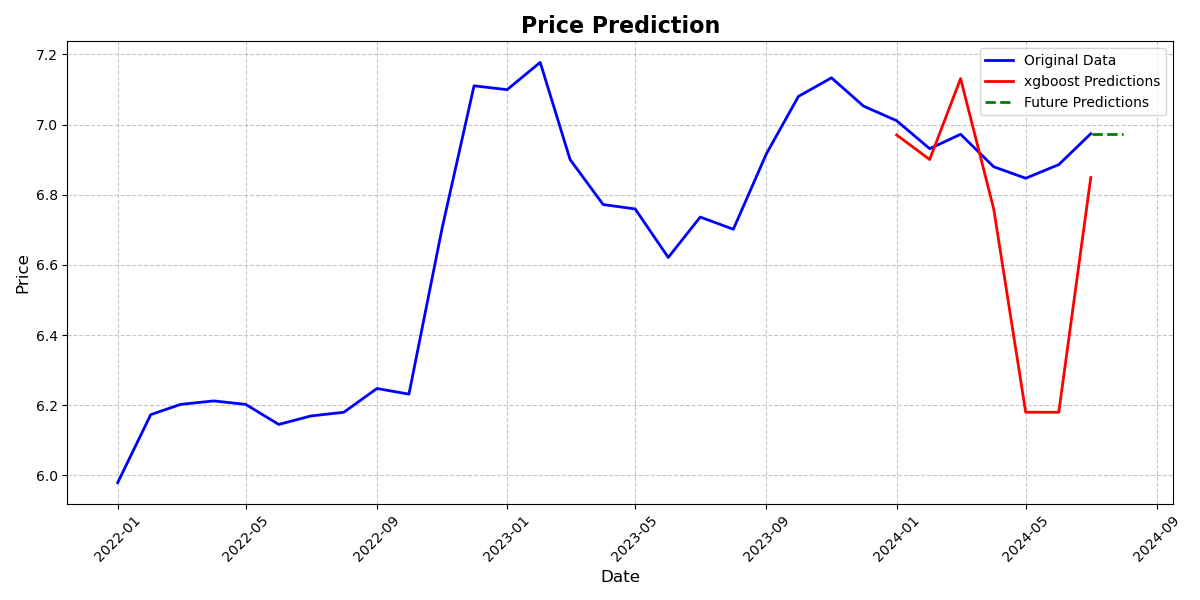 Price Prediction
Original Data
xgboost Predictions
Future Predictions
Price
7.2
7.0
6.8
6.6
6.4
6.2
6.0
2022-01
2022-05
2022-09
2023-01
2023-05
2023-09
2024-01
2024-05
2024-09
Date